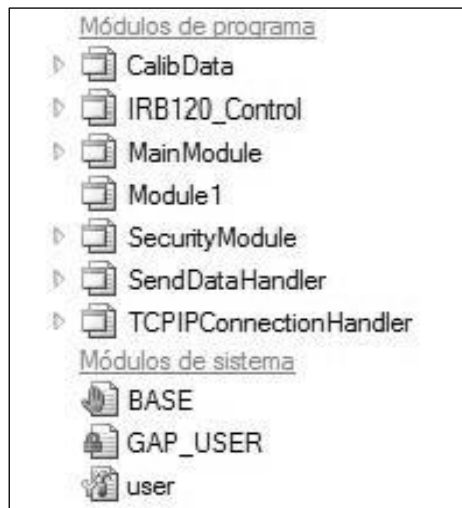 Módulos de programa
CalibData
IRB120_Control
MainModule
Module1
SecurityModule
SendDataHandler
TCPIPConnectionHandler
Módulos de sistema
BASE
GAP_USER
user